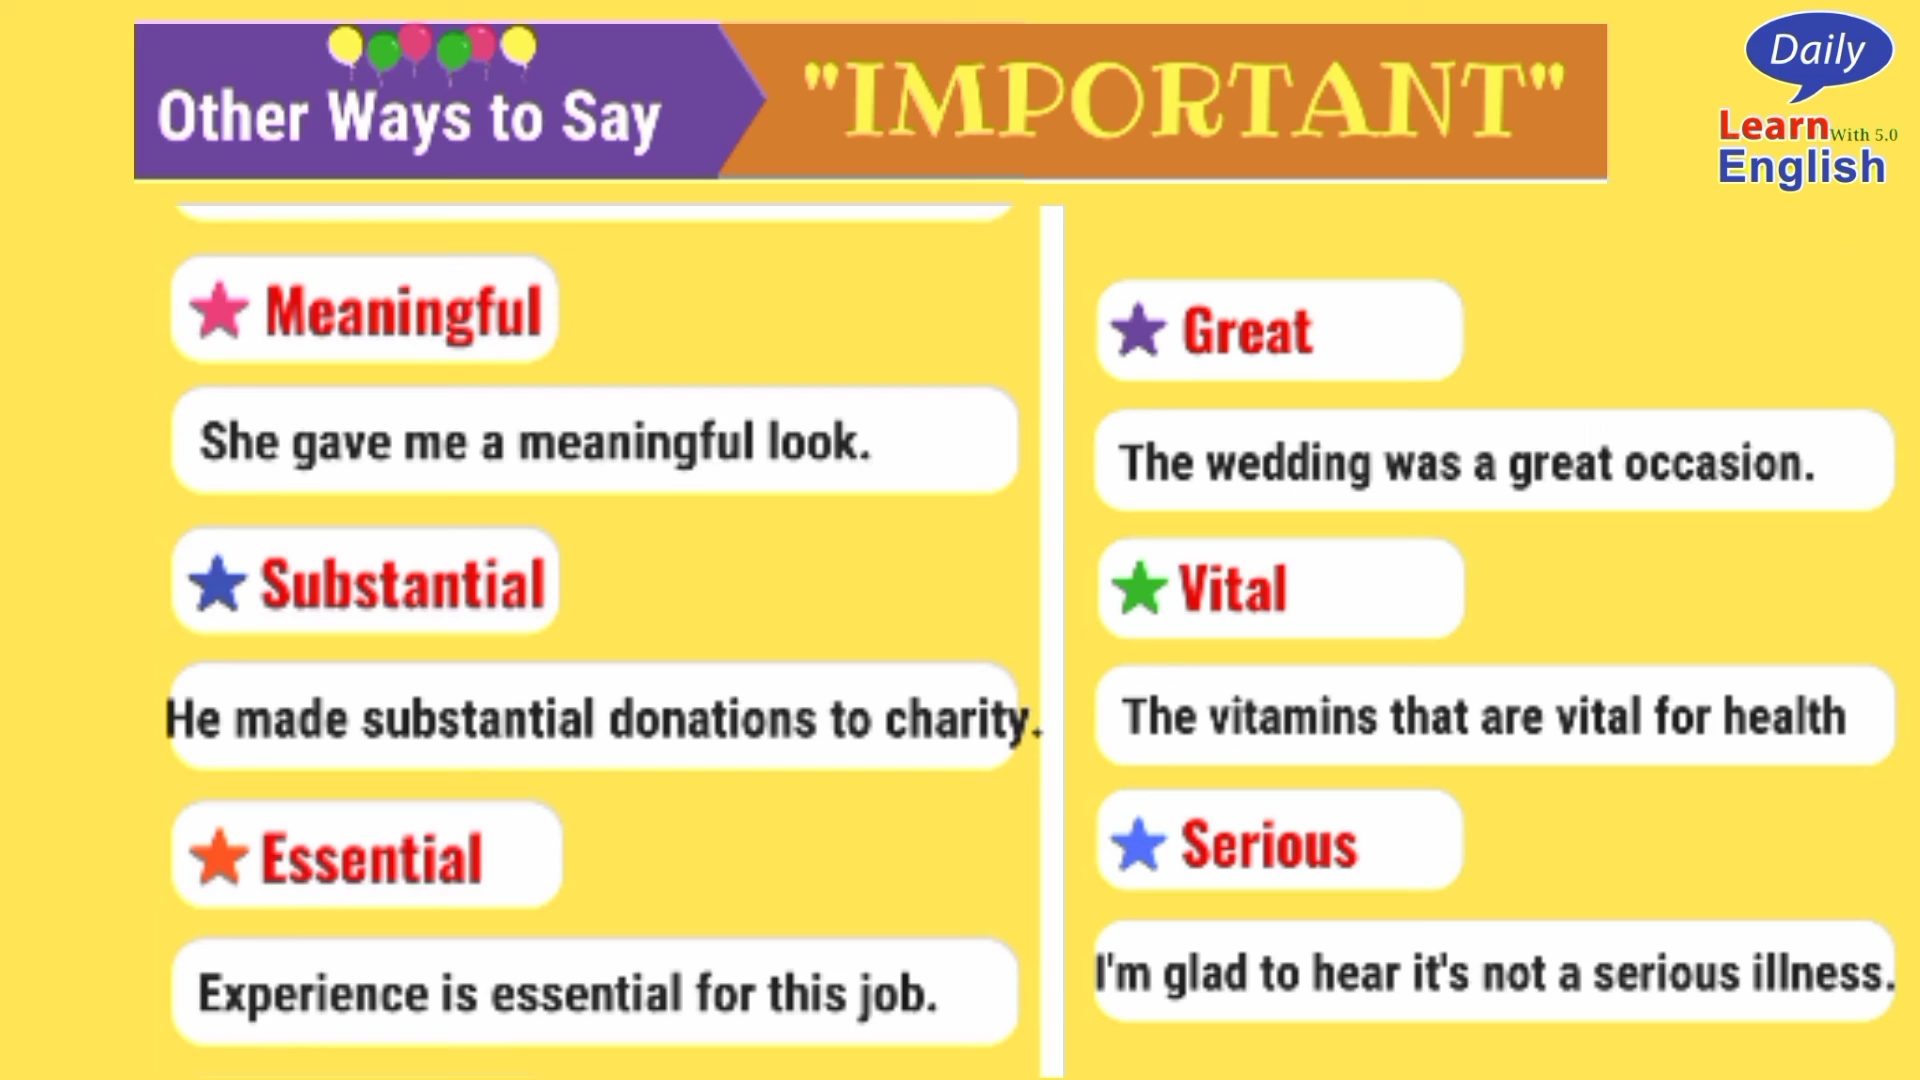 Other Ways to Say
"IMPORTANT"
Daily
Learn With 5.0
English
Meaningful
She gave me a meaningful look.
Substantial
He made substantial donations to charity.
Essential
Experience is essential for this job.
Great
The wedding was a great occasion.
Vital
The vitamins that are vital for health
Serious
I'm glad to hear it's not a serious illness.